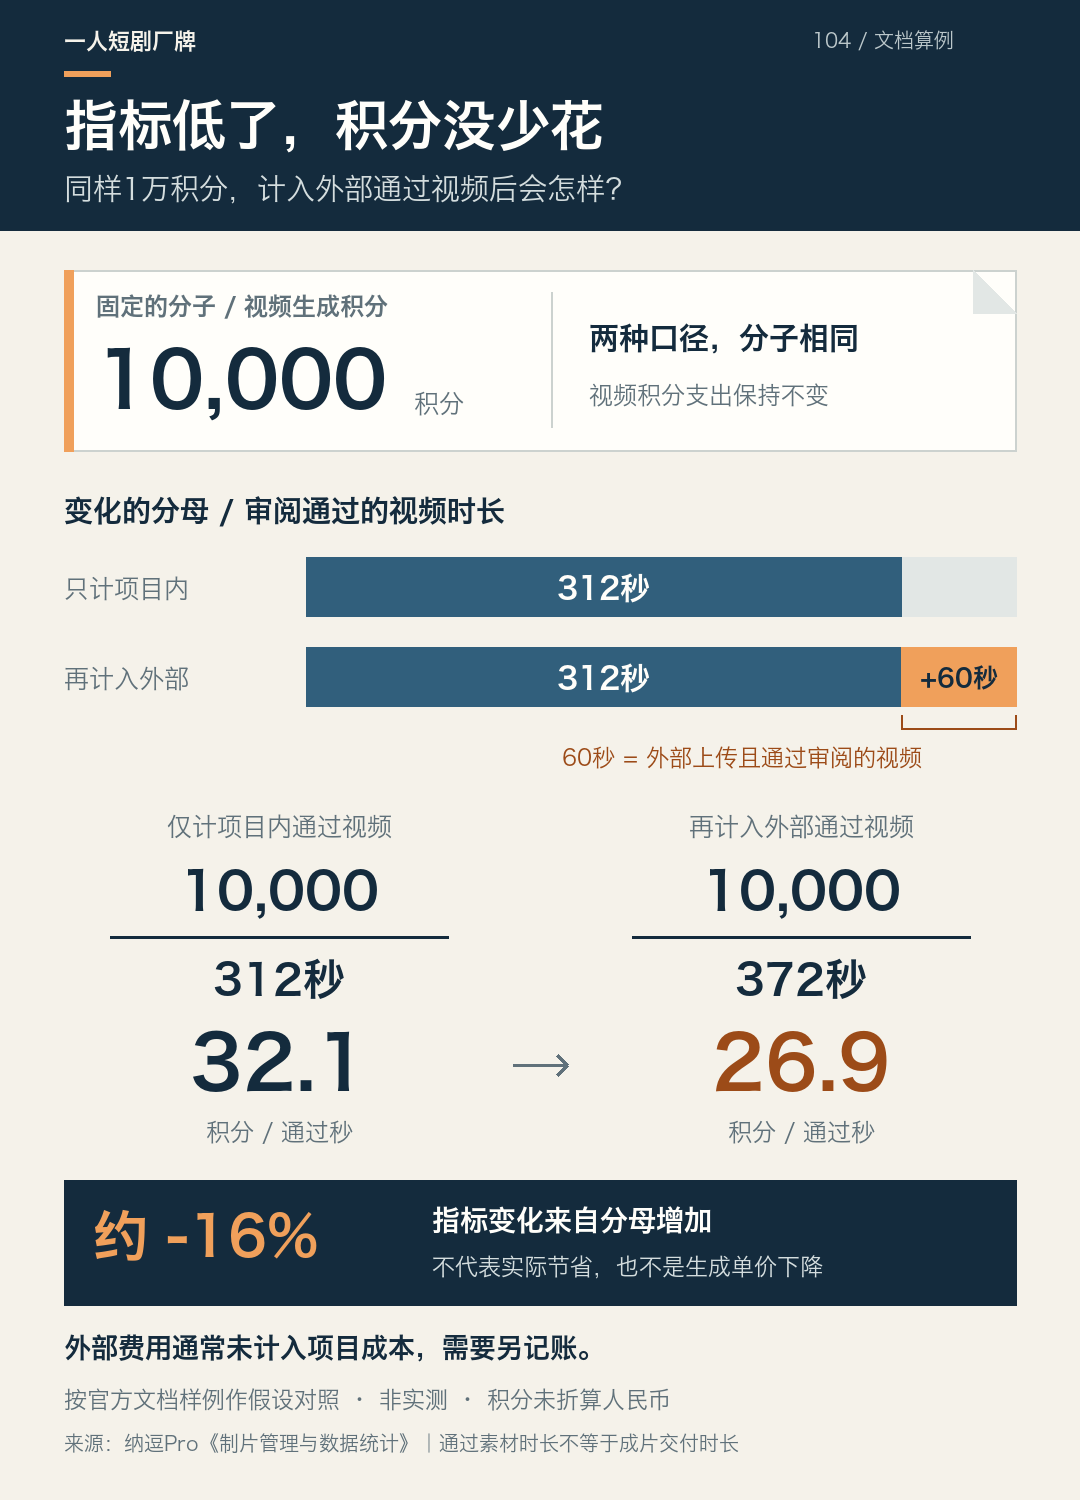 一人短剧厂牌
104 / 文档算例
指标低了，积分没少花
同样1万积分，计入外部通过视频后会怎样？
固定的分子 / 视频生成积分
10,000 积分
两种口径，分子相同
视频积分支出保持不变
变化的分母 / 审阅通过的视频时长
只计项目内
312秒
再计入外部
312秒
+60秒
60秒 = 外部上传且通过审阅的视频
仅计项目内通过视频
10,000
312秒
32.1
积分 / 通过秒
→
再计入外部通过视频
10,000
372秒
26.9
积分 / 通过秒
约 -16%
指标变化来自分母增加
不代表实际节省，也不是生成单价下降
外部费用通常未计入项目成本，需要另记账。
按官方文档样例作假设对照 · 非实测 · 积分未折算人民币
来源：纳逗Pro《制片管理与数据统计》｜通过素材时长不等于成片交付时长